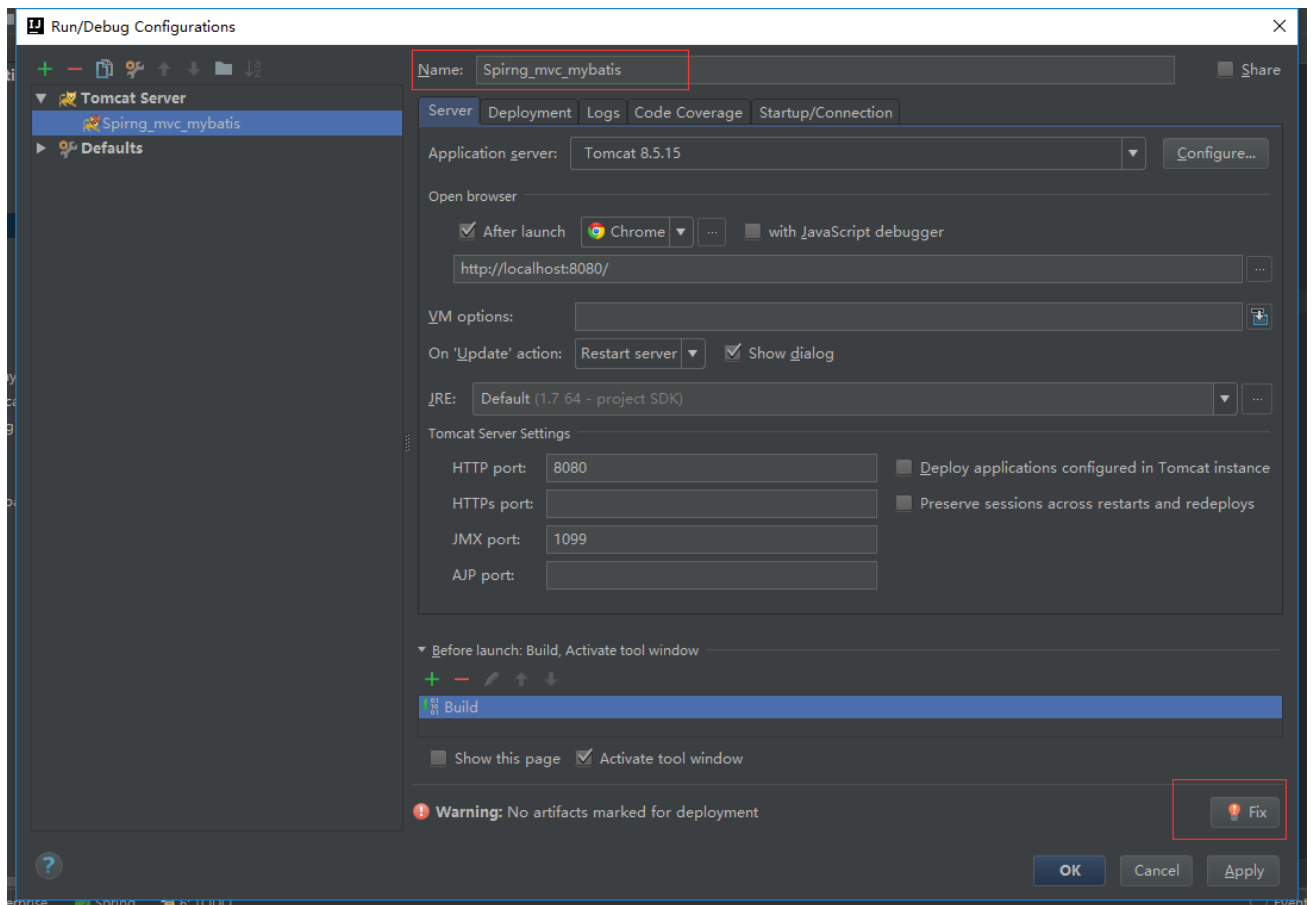 Run/Debug Configurations
Name: Spirng_mvc_mybatis
Share
Tomcat Server
Spirng_mvc_mybatis
Defaults
Server Deployment Logs Code Coverage Startup/Connection
Application server: Tomcat 8.5.15 Configure...
Open browser
After launch Chrome ... with JavaScript debugger
http://localhost:8080/ ...
VM options:
On 'Update' action: Restart server Show dialog
JRE: Default (1.7 64 - project SDK) ...
Tomcat Server Settings
HTTP port: 8080 Deploy applications configured in Tomcat instance
HTTPs port: Preserve sessions across restarts and redeploys
JMX port: 1099
AJP port:
Before launch: Build, Activate tool window
Build
Show this page Activate tool window
Warning: No artifacts marked for deployment Fix
? OK Cancel Apply